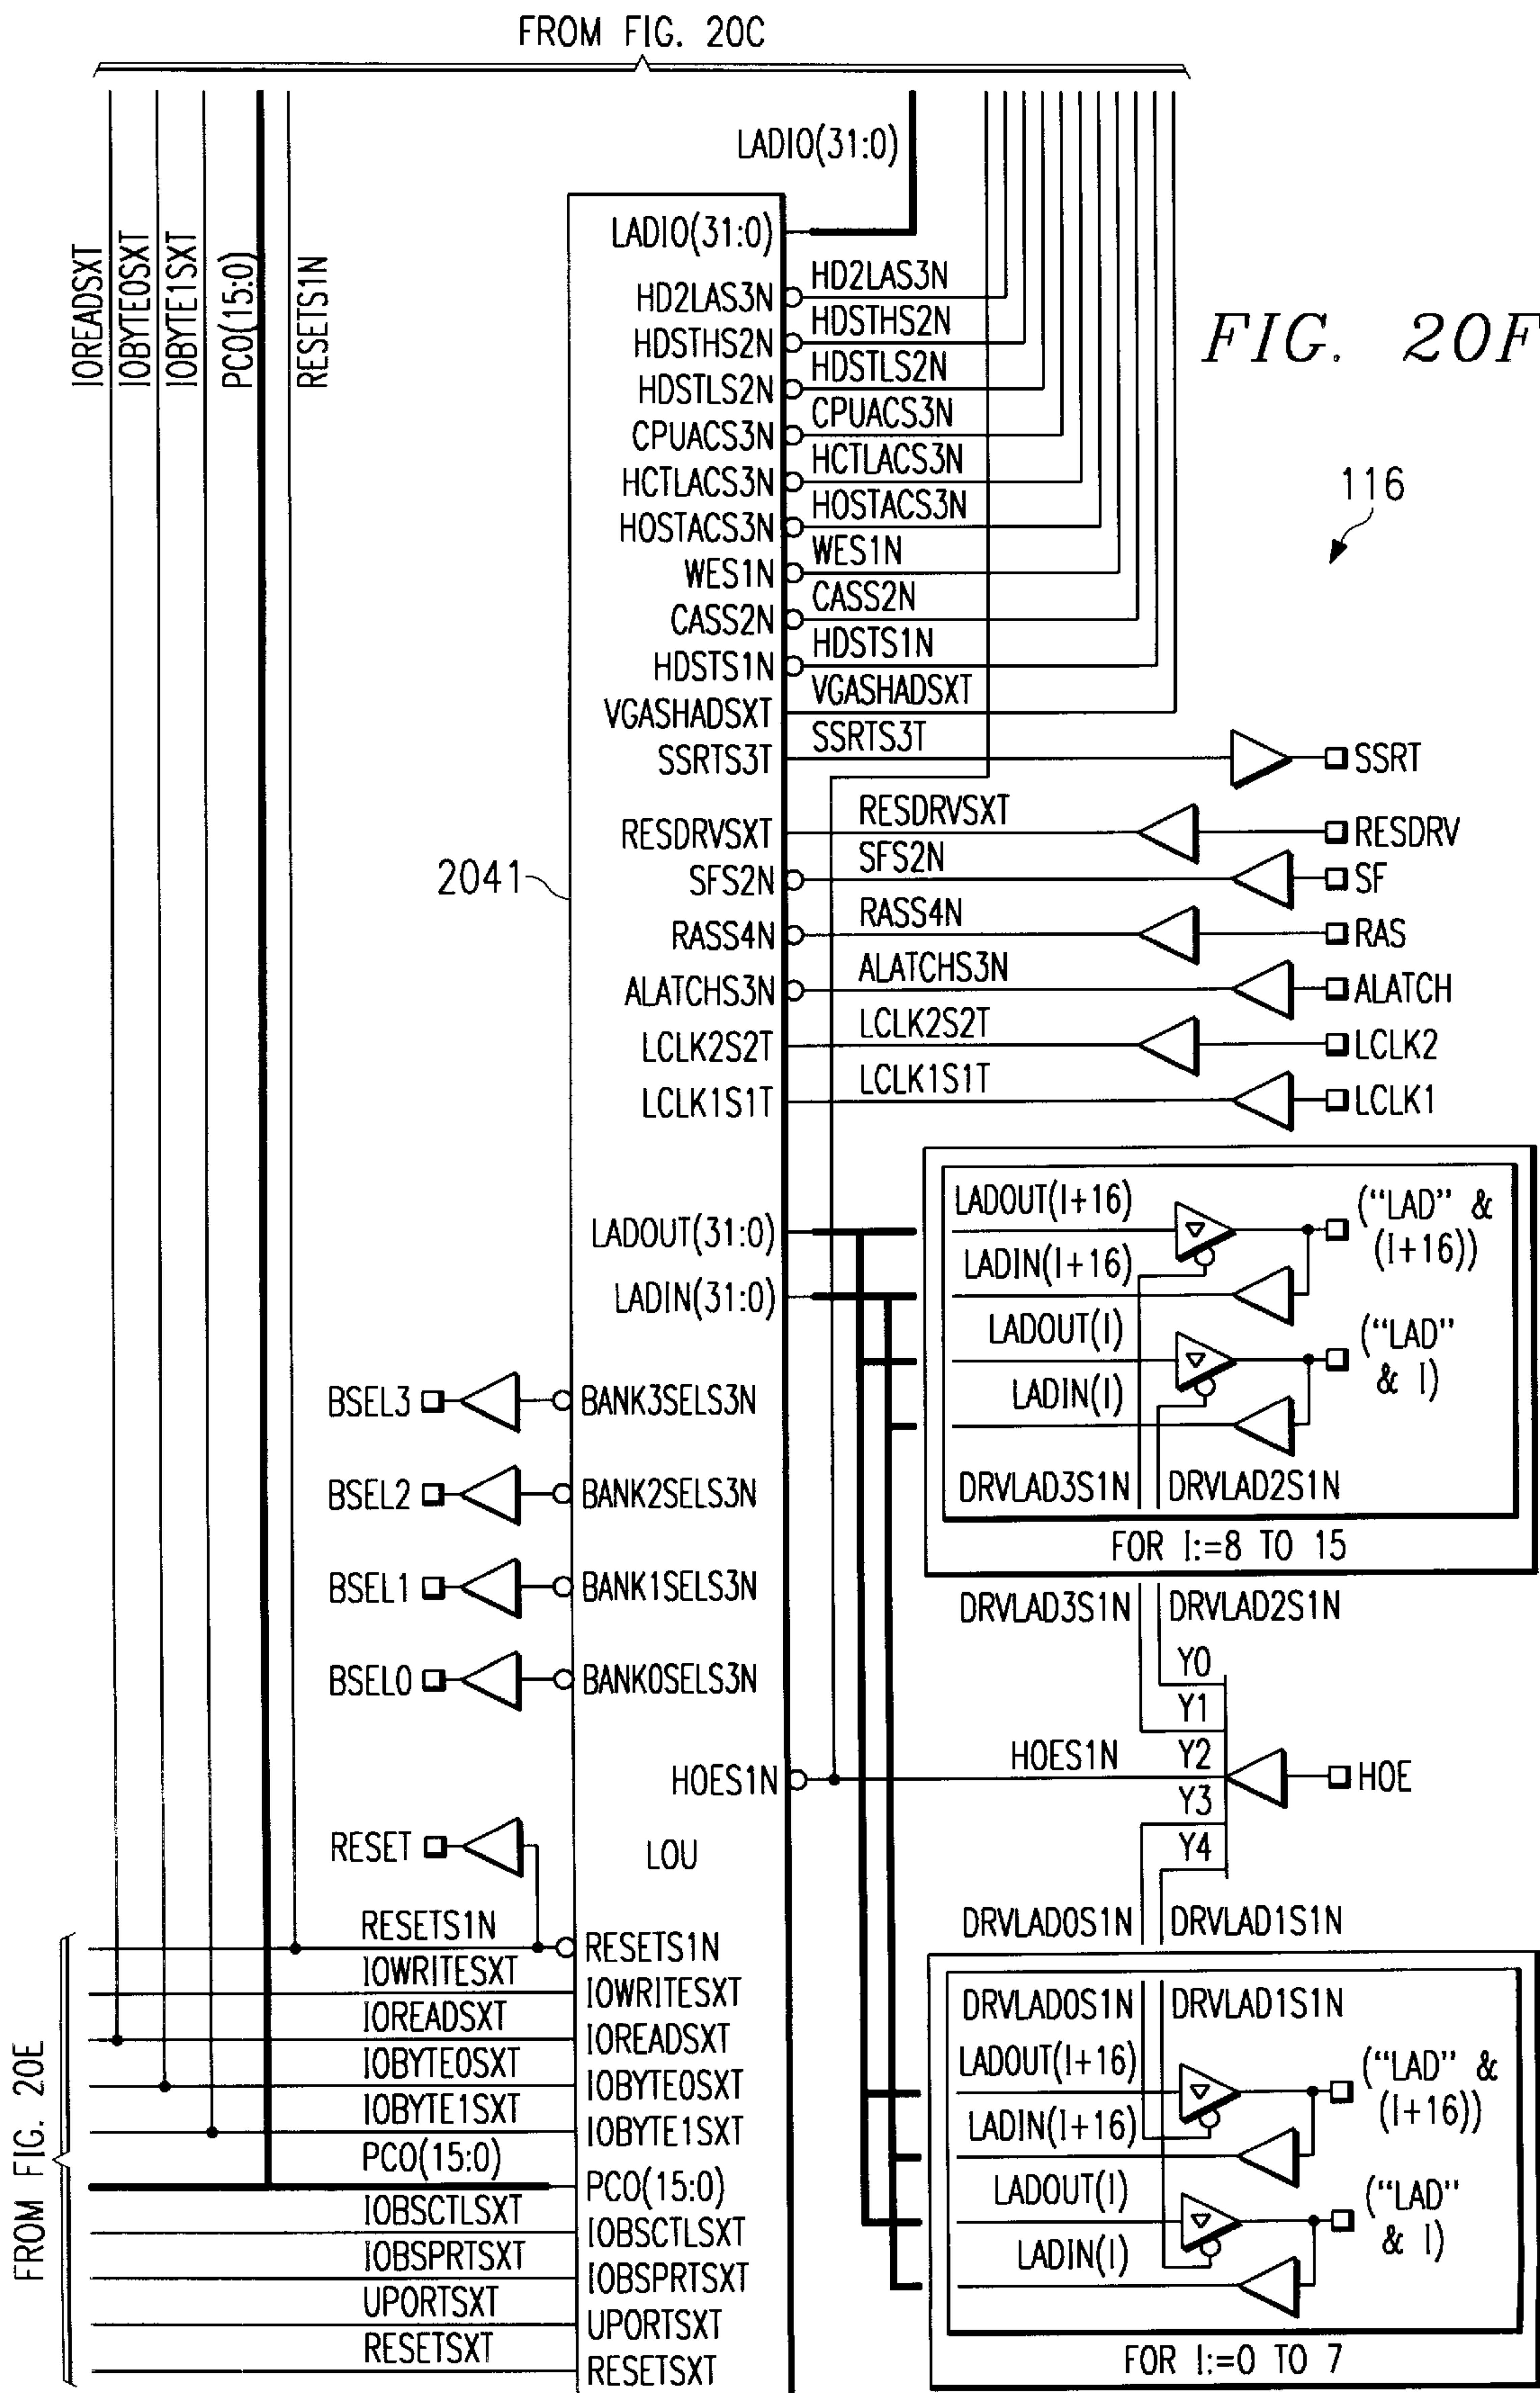 FROM FIG. 20C
IOREADSXT
IOBYTE0SXT
IOBYTE1SXT
PCO(15:0)
RESETS1N
LADIO(31:0)
LADIO(31:0)
HD2LAS3N HD2LAS3N
HDSTHS2N HDSTHS2N
HDSTLS2N HDSTLS2N
CPUACS3N CPUACS3N
HCTLACS3N HCTLACS3N
HOSTACS3N HOSTACS3N
WES1N WES1N
CASS2N CASS2N
HDSTS1N HDSTS1N
VGASHADSXT VGASHADSXT
SSRTS3T SSRTS3T SSRT
FIG. 20F
116
RESDRVSXT RESDRVSXT RESDRV
2041
SFS2N SFS2N SF
RASS4N RASS4N RAS
ALATCHS3N ALATCHS3N ALATCH
LCLK2S2T LCLK2S2T LCLK2
LCLK1S1T LCLK1S1T LCLK1
LADOUT(31:0)
LADIN(31:0)
LADOUT(I+16) ("LAD" &
LADIN(I+16) (I+16))
LADOUT(I) ("LAD"
LADIN(I) & I)
DRVLAD3S1N DRVLAD2S1N
FOR I:=8 TO 15
DRVLAD3S1N DRVLAD2S1N
BSEL3 BANK3SELS3N
BSEL2 BANK2SELS3N
BSEL1 BANK1SELS3N
BSEL0 BANK0SELS3N
Y0
Y1
Y2
Y3
Y4
HOES1N HOES1N HOE
RESET LOU
DRVLAD0S1N DRVLAD1S1N
FROM FIG. 20E
RESETS1N RESETS1N
IOWRITESXT IOWRITESXT
IOREADSXT IOREADSXT
IOBYTE0SXT IOBYTE0SXT
IOBYTE1SXT IOBYTE1SXT
PCO(15:0) PCO(15:0)
IOBSCTLSXT IOBSCTLSXT
IOBSPRTSXT IOBSPRTSXT
UPORTSXT UPORTSXT
RESETSXT RESETSXT
DRVLAD0S1N DRVLAD1S1N
LADOUT(I+16) ("LAD" &
LADIN(I+16) (I+16))
LADOUT(I) ("LAD"
LADIN(I) & I)
FOR I:=0 TO 7